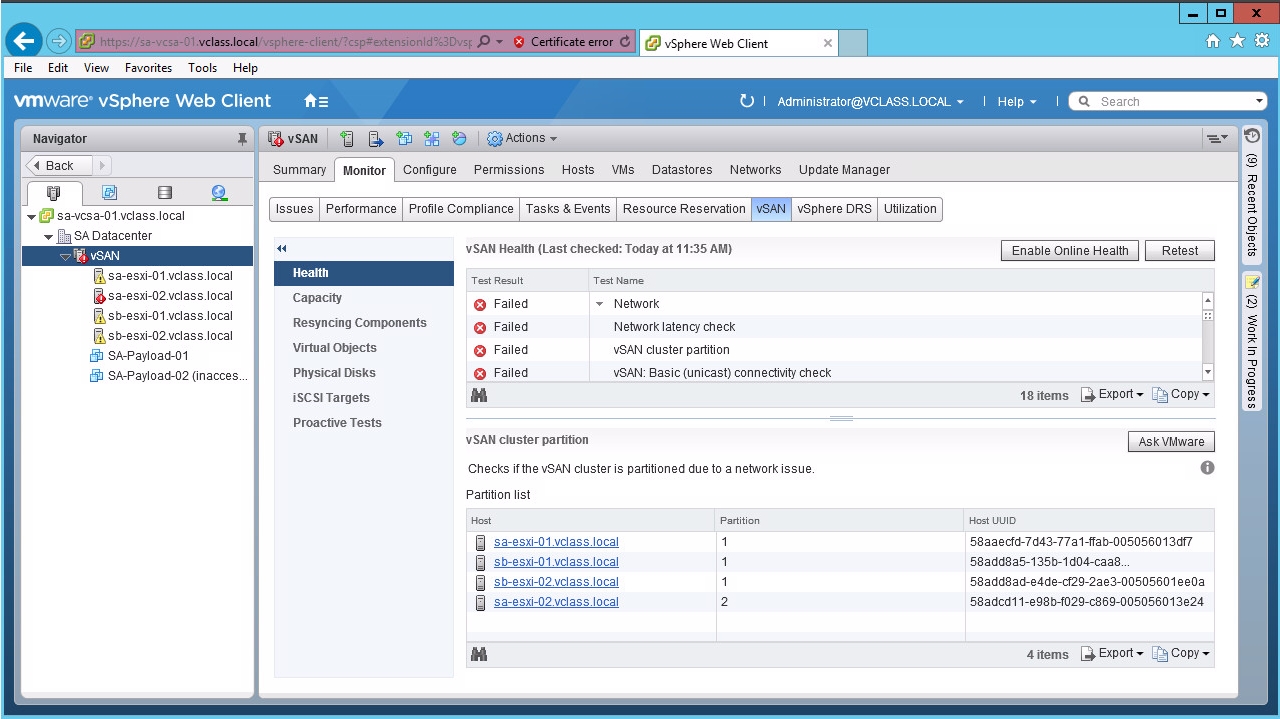 https://sa-vcsa-01.vclass.local/vsphere-client/?csp#extensionId%3Dvsp
Certificate error
vSphere Web Client
File Edit View Favorites Tools Help
vmware® vSphere Web Client
Administrator@VCLASS.LOCAL
Help
Search
Navigator
Back
sa-vcsa-01.vclass.local
SA Datacenter
vSAN
sa-esxi-01.vclass.local
sa-esxi-02.vclass.local
sb-esxi-01.vclass.local
sb-esxi-02.vclass.local
SA-Payload-01
SA-Payload-02 (inacces...
vSAN Actions
Summary Monitor Configure Permissions Hosts VMs Datastores Networks Update Manager
Issues Performance Profile Compliance Tasks & Events Resource Reservation vSAN vSphere DRS Utilization
Health
Capacity
Resyncing Components
Virtual Objects
Physical Disks
iSCSI Targets
Proactive Tests
vSAN Health (Last checked: Today at 11:35 AM)
Enable Online Health Retest
Test Result Test Name
Failed Network
Failed Network latency check
Failed vSAN cluster partition
Failed vSAN: Basic (unicast) connectivity check
18 items Export Copy
vSAN cluster partition
Ask VMware
Checks if the vSAN cluster is partitioned due to a network issue.
Partition list
Host Partition Host UUID
sa-esxi-01.vclass.local 1 58aaecfd-7d43-77a1-ffab-005056013df7
sb-esxi-01.vclass.local 1 58add8a5-135b-1d04-caa8...
sb-esxi-02.vclass.local 1 58add8ad-e4de-cf29-2ae3-00505601ee0a
sa-esxi-02.vclass.local 2 58adcd11-e98b-f029-c869-005056013e24
4 items Export Copy
(9) Recent Objects
(2) Work In Progress